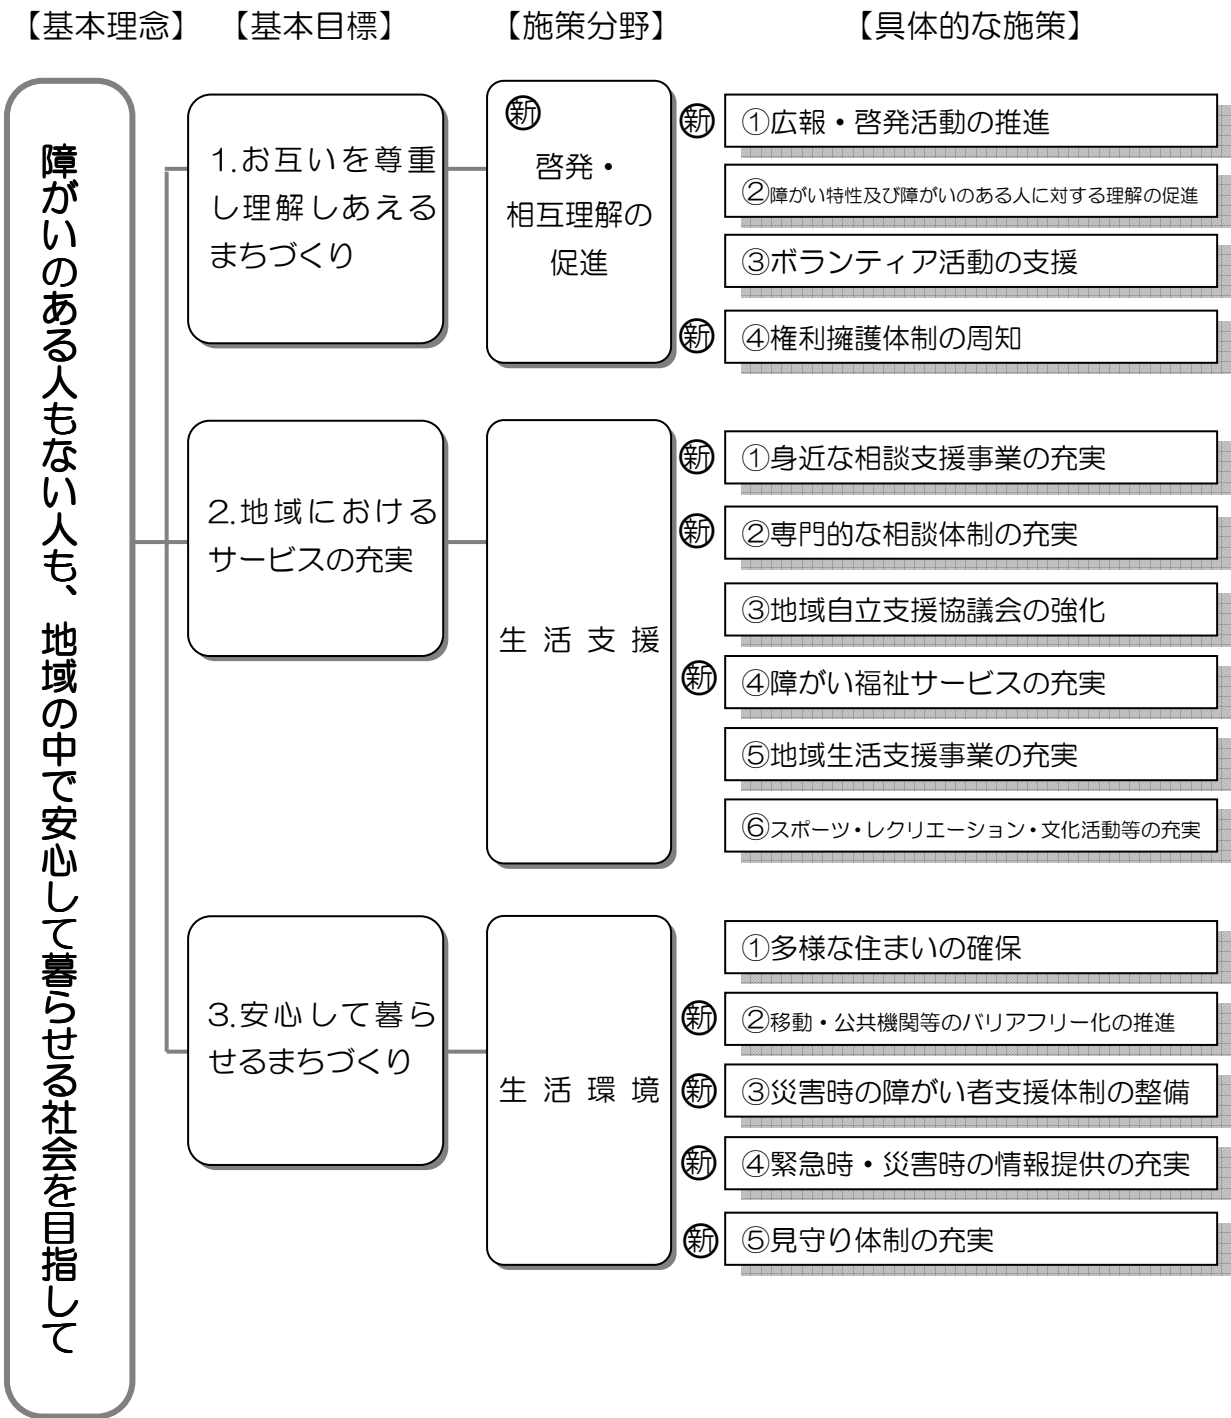 【基本理念】 【基本目標】 【施策分野】 【具体的な施策】
障がいのある人もない人も、地域の中で安心して暮らせる社会を目指して
1.お互いを尊重
し理解しあえる
まちづくり
新
啓発・
相互理解の
促進
新 ①広報・啓発活動の推進
②障がい特性及び障がいのある人に対する理解の促進
③ボランティア活動の支援
新 ④権利擁護体制の周知
2.地域における
サービスの充実
生活支援
新 ①身近な相談支援事業の充実
新 ②専門的な相談体制の充実
③地域自立支援協議会の強化
新 ④障がい福祉サービスの充実
⑤地域生活支援事業の充実
⑥スポーツ・レクリエーション・文化活動等の充実
3.安心して暮ら
せるまちづくり
生活環境
①多様な住まいの確保
新 ②移動・公共機関等のバリアフリー化の推進
新 ③災害時の障がい者支援体制の整備
新 ④緊急時・災害時の情報提供の充実
新 ⑤見守り体制の充実